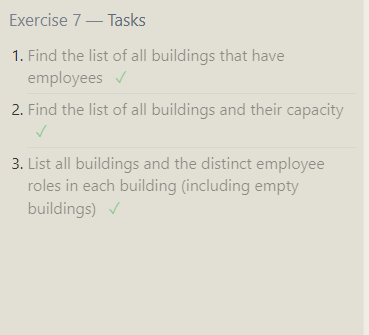 Exercise 7 — Tasks
1. Find the list of all buildings that have
employees ✓
2. Find the list of all buildings and their capacity
✓
3. List all buildings and the distinct employee
roles in each building (including empty
buildings) ✓